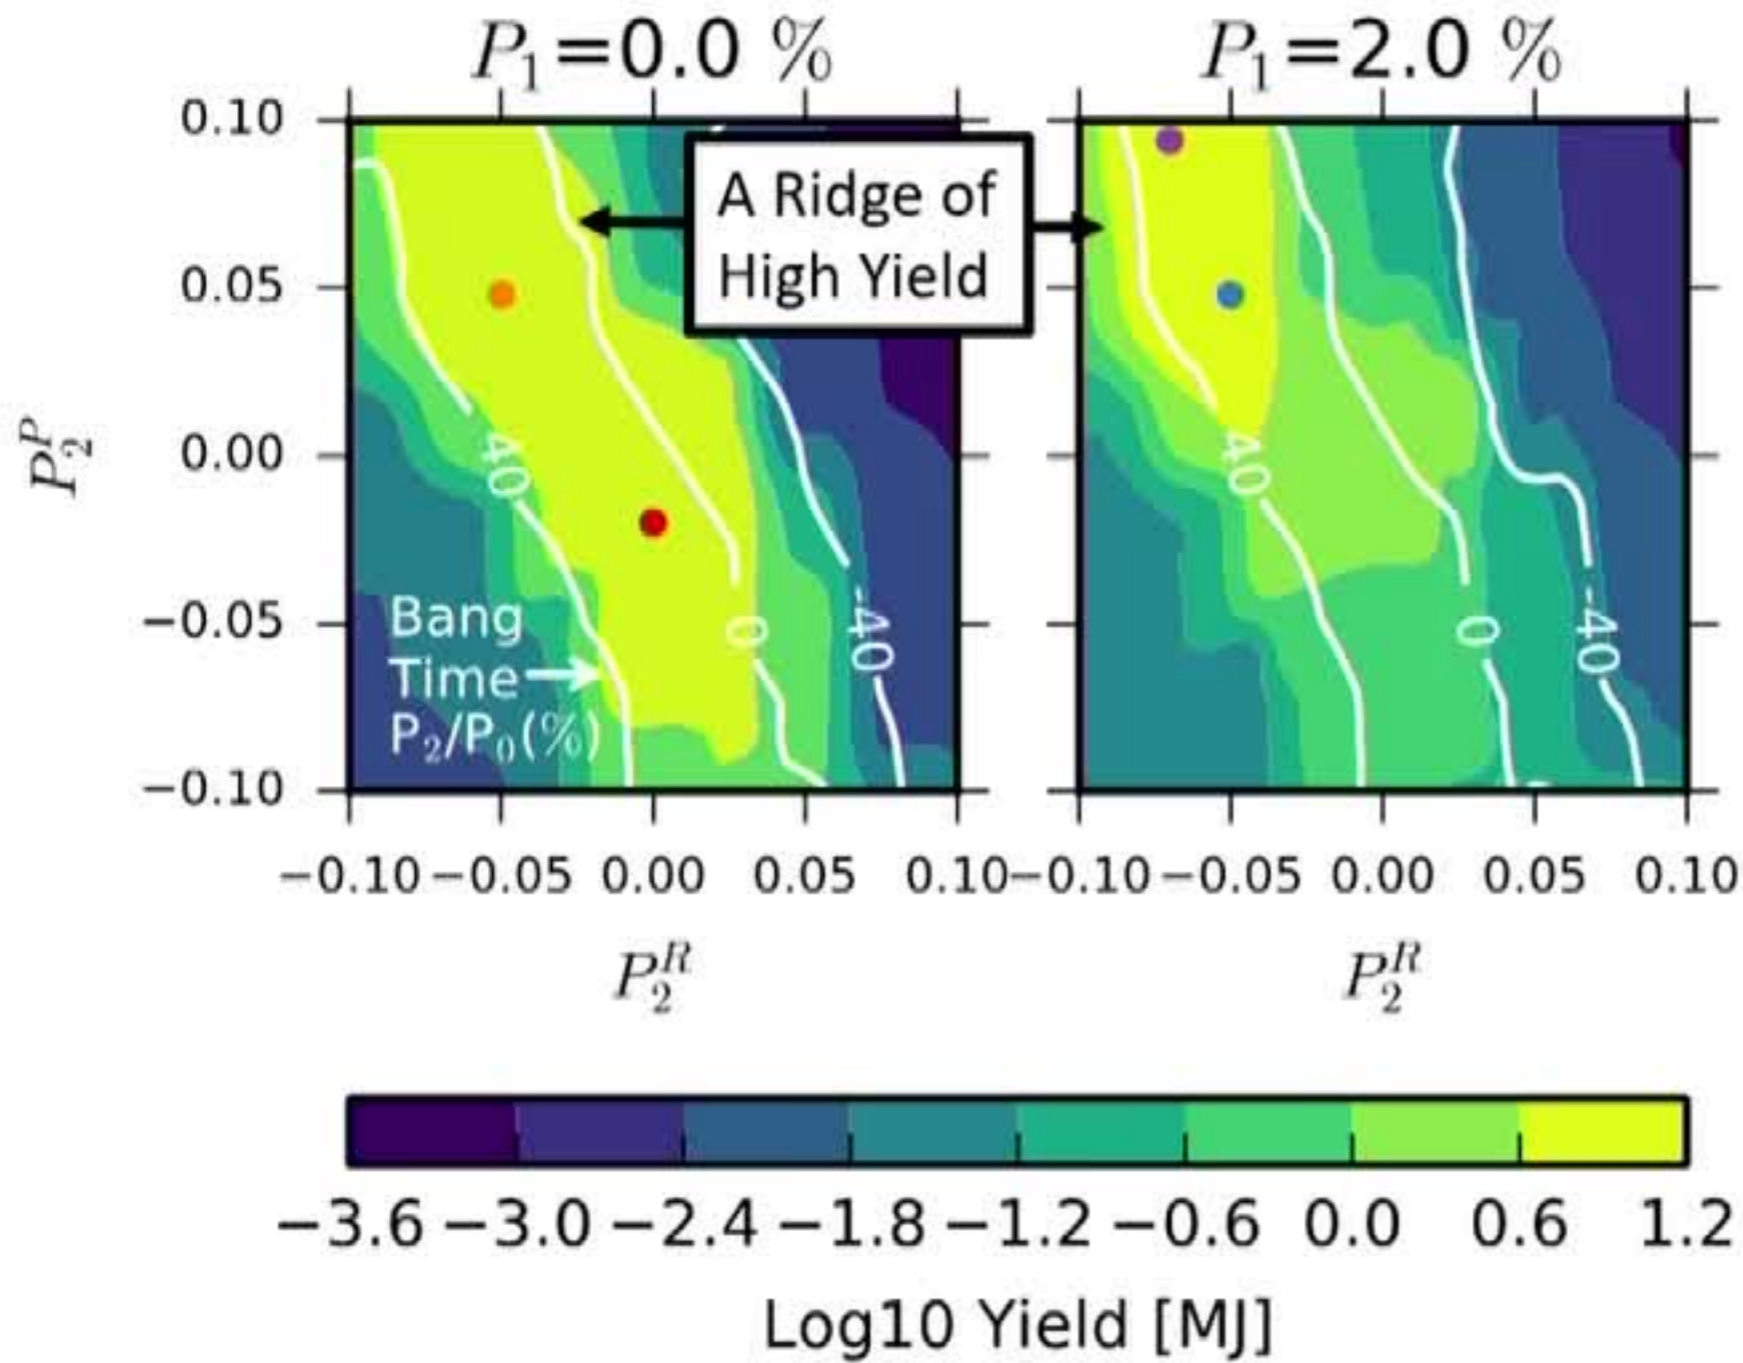 P₁=0.0 %
P₁=2.0 %
0.10
0.05
0.00
−0.05
−0.10
P₂ᴾ
A Ridge of
High Yield
40
0
-40
Bang
Time
P₂/P₀(%)
40
0
-40
−0.10 −0.05 0.00 0.05 0.10
−0.10 −0.05 0.00 0.05 0.10
P₂ᴿ
P₂ᴿ
−3.6 −3.0 −2.4 −1.8 −1.2 −0.6 0.0 0.6 1.2
Log10 Yield [MJ]